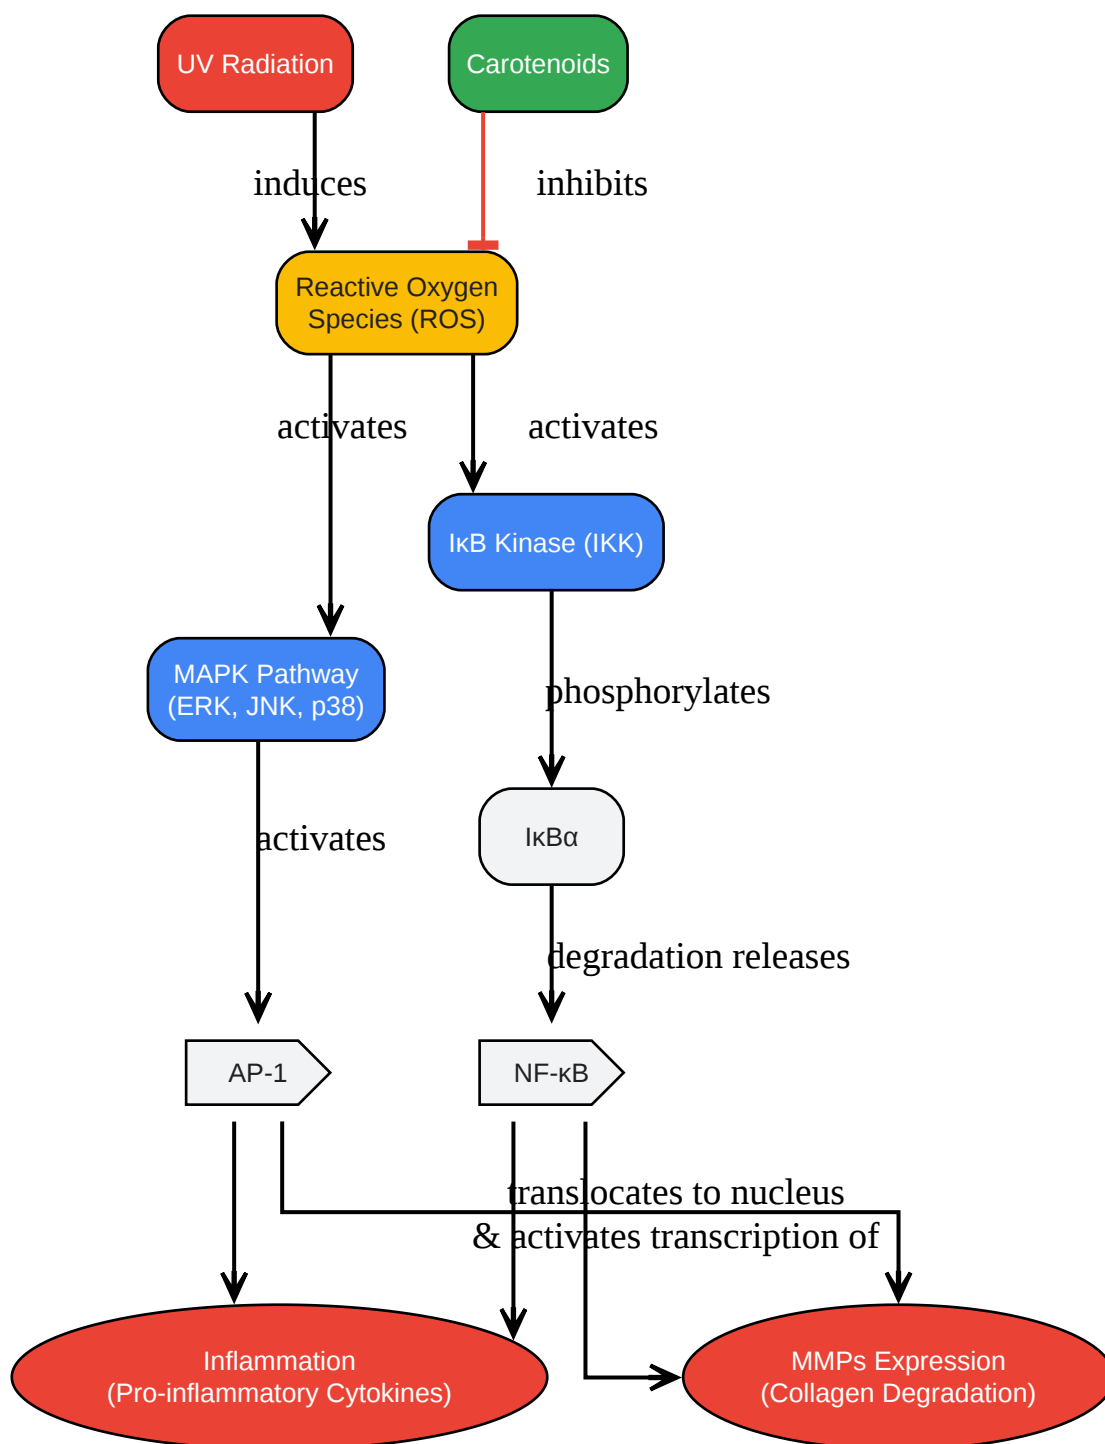 UV Radiation
Carotenoids
induces
inhibits
Reactive Oxygen
Species (ROS)
activates
activates
IκB Kinase (IKK)
MAPK Pathway
(ERK, JNK, p38)
phosphorylates
activates
IκBα
degradation releases
AP-1
NF-κB
translocates to nucleus
& activates transcription of
Inflammation
(Pro-inflammatory Cytokines)
MMPs Expression
(Collagen Degradation)